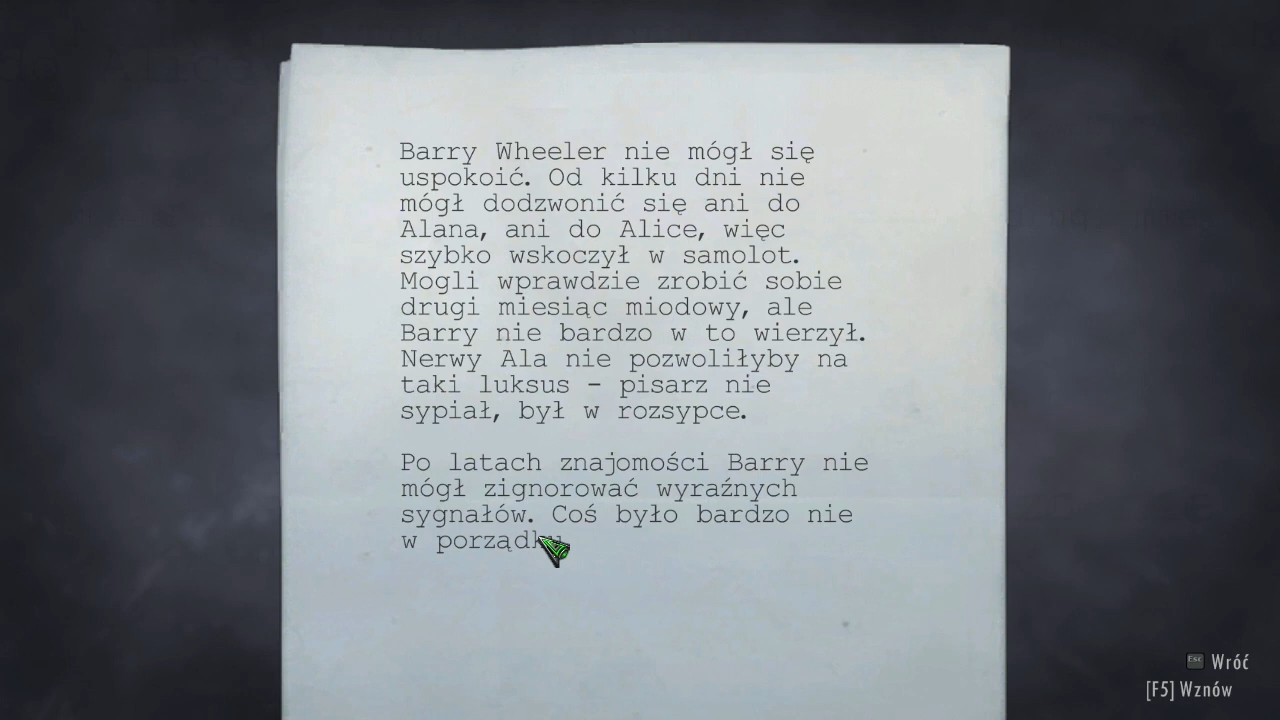 Barry Wheeler nie mógł się
uspokoić. Od kilku dni nie
mógł dodzwonić się ani do
Alana, ani do Alice, więc
szybko wskoczył w samolot.
Mogli wprawdzie zrobić sobie
drugi miesiąc miodowy, ale
Barry nie bardzo w to wierzył.
Nerwy Ala nie pozwoliłyby na
taki luksus - pisarz nie
sypiał, był w rozsypce.
Po latach znajomości Barry nie
mógł zignorować wyraźnych
sygnałów. Coś było bardzo nie
w porządku.
Esc Wróć
[F5] Wznów